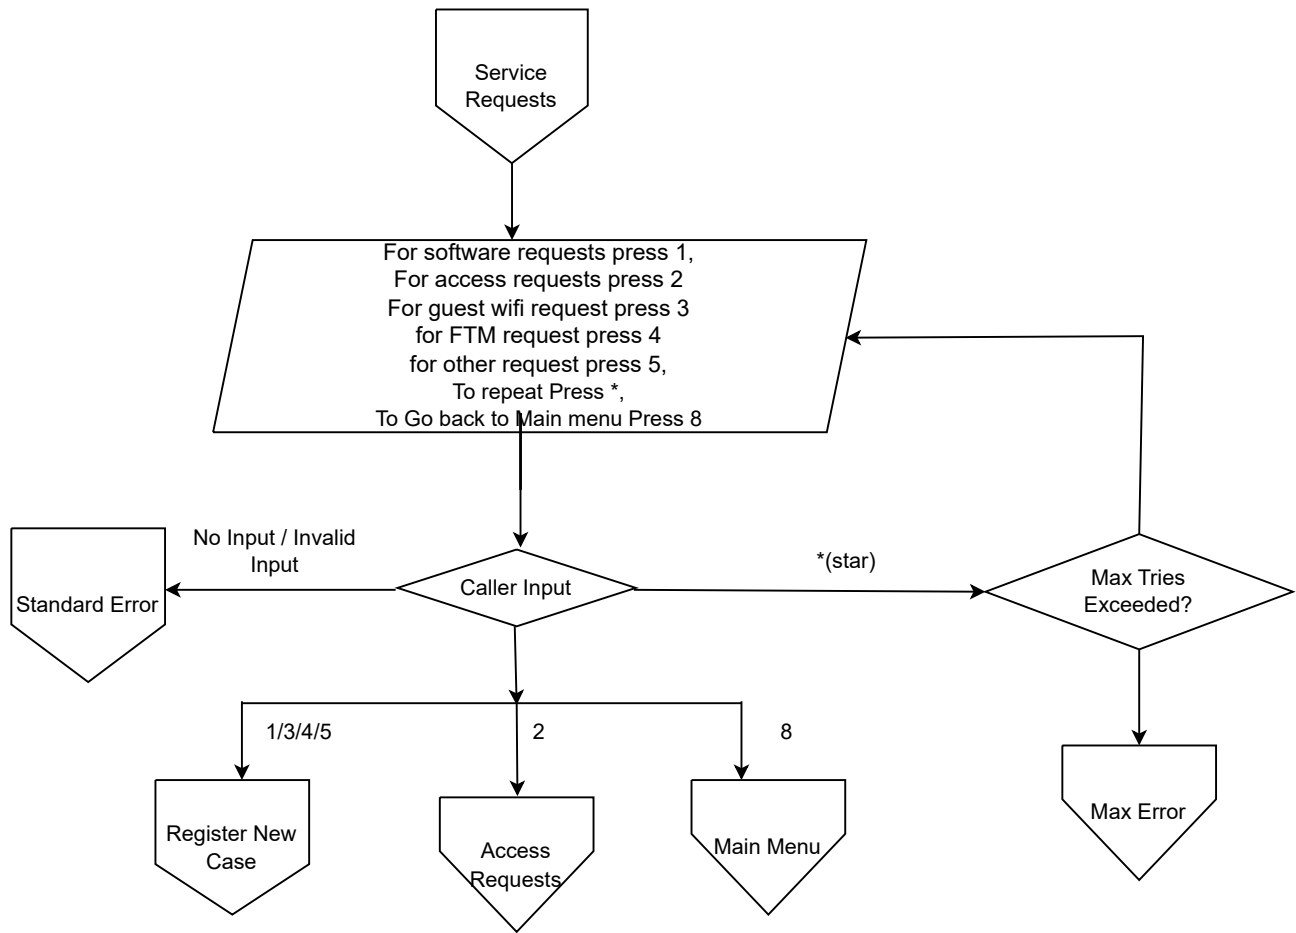 Service
Requests
For software requests press 1,
For access requests press 2
For guest wifi request press 3
for FTM request press 4
for other request press 5,
To repeat Press *,
To Go back to Main menu Press 8
No Input / Invalid
Input
Standard Error
Caller Input
*(star)
Max Tries
Exceeded?
1/3/4/5
2
8
Register New
Case
Access
Requests
Main Menu
Max Error